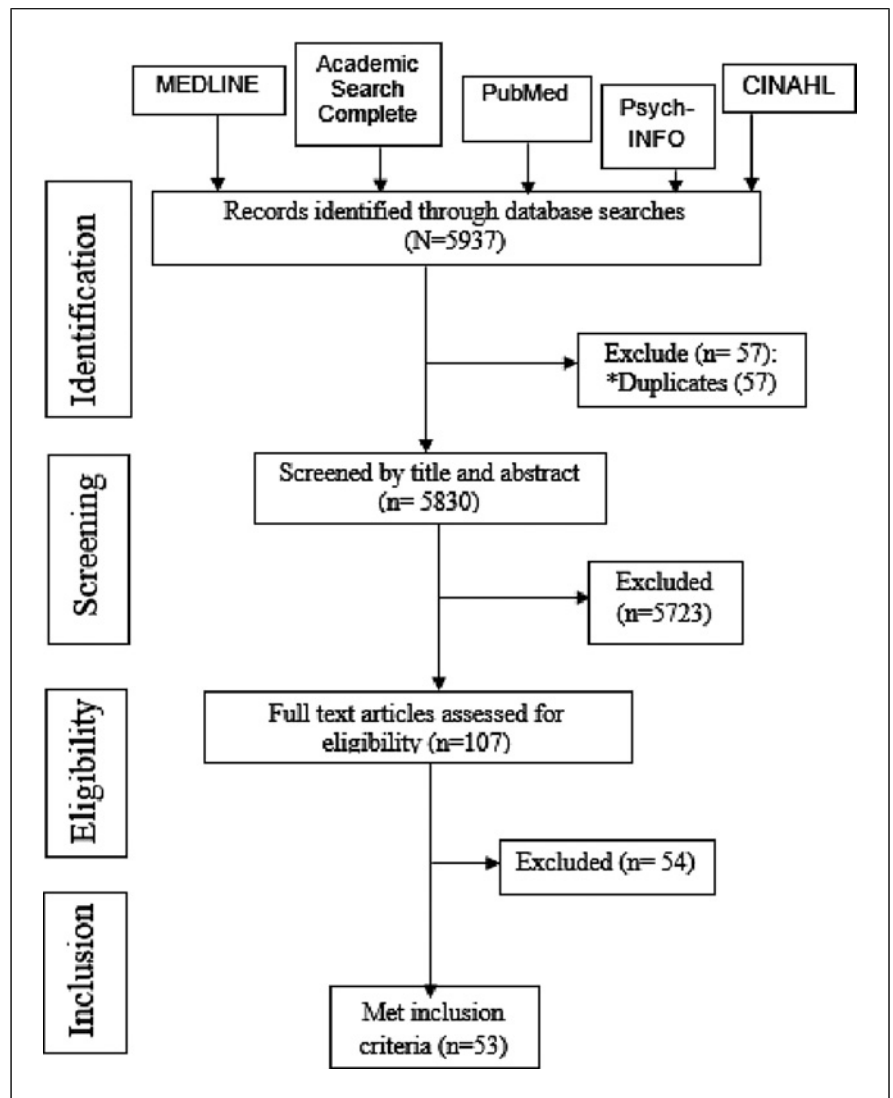 MEDLINE
Academic
Search
Complete
PubMed
Psych-
INFO
CINAHL
Identification
Records identified through database searches
(N=5937)
Exclude (n= 57):
*Duplicates (57)
Screening
Screened by title and abstract
(n= 5830)
Excluded
(n=5723)
Eligibility
Full text articles assessed for
eligibility (n=107)
Excluded (n= 54)
Inclusion
Met inclusion
criteria (n=53)